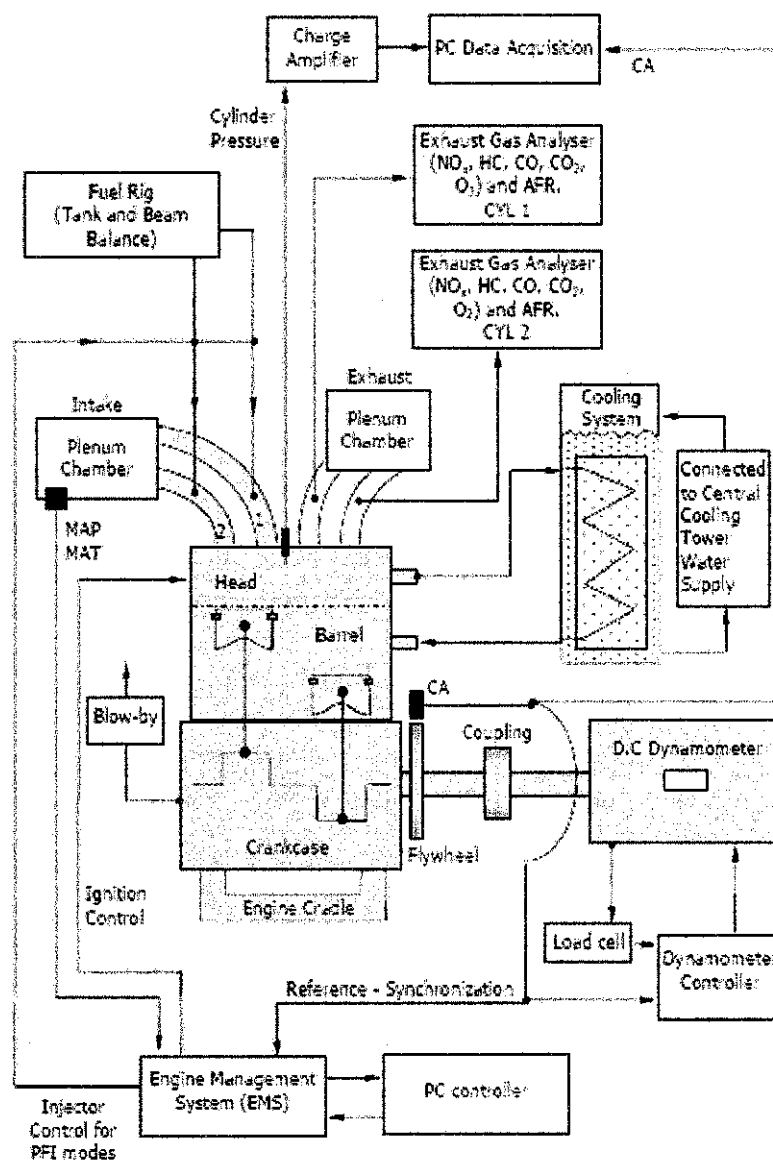 Charge
Amplifier
PC Data Acquisition
CA
Cylinder
Pressure
Exhaust Gas Analyser
(NOx, HC, CO, CO2,
O2) and AFR.
CYL 1
Fuel Rig
(Tank and Beam
Balance)
Exhaust Gas Analyser
(NOx, HC, CO, CO2,
O2) and AFR.
CYL 2
Exhaust
Plenum
Chamber
Intake
Plenum
Chamber
Cooling
System
Connected
to Central
Cooling
Tower
Water
Supply
MAP
MAT
2
Head
Barrel
CA
Blow-by
Coupling
D.C Dynamometer
Crankcase
Flywheel
Ignition
Control
Engine Cradle
Load cell
Dynamometer
Controller
Reference - Synchronization
Engine Management
System (EMS)
PC controller
Injector
Control for
PFI modes